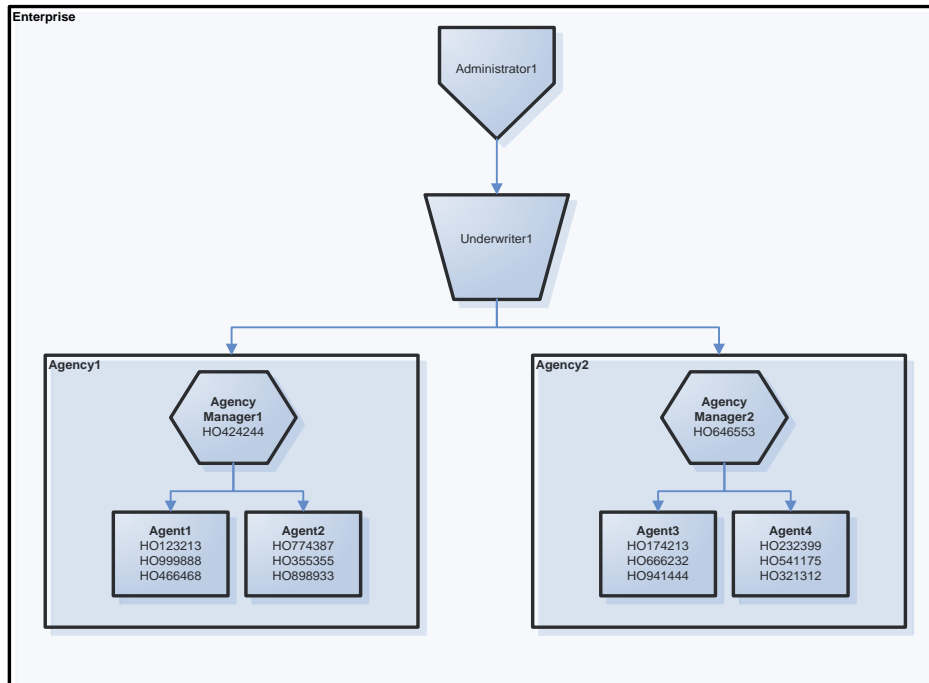 Enterprise
Administrator1
Underwriter1
Agency1
Agency
Manager1
HO424244
Agent1
HO123213
HO999888
HO466468
Agent2
HO774387
HO355355
HO898933
Agency2
Agency
Manager2
HO646553
Agent3
HO174213
HO666232
HO941444
Agent4
HO232399
HO541175
HO321312